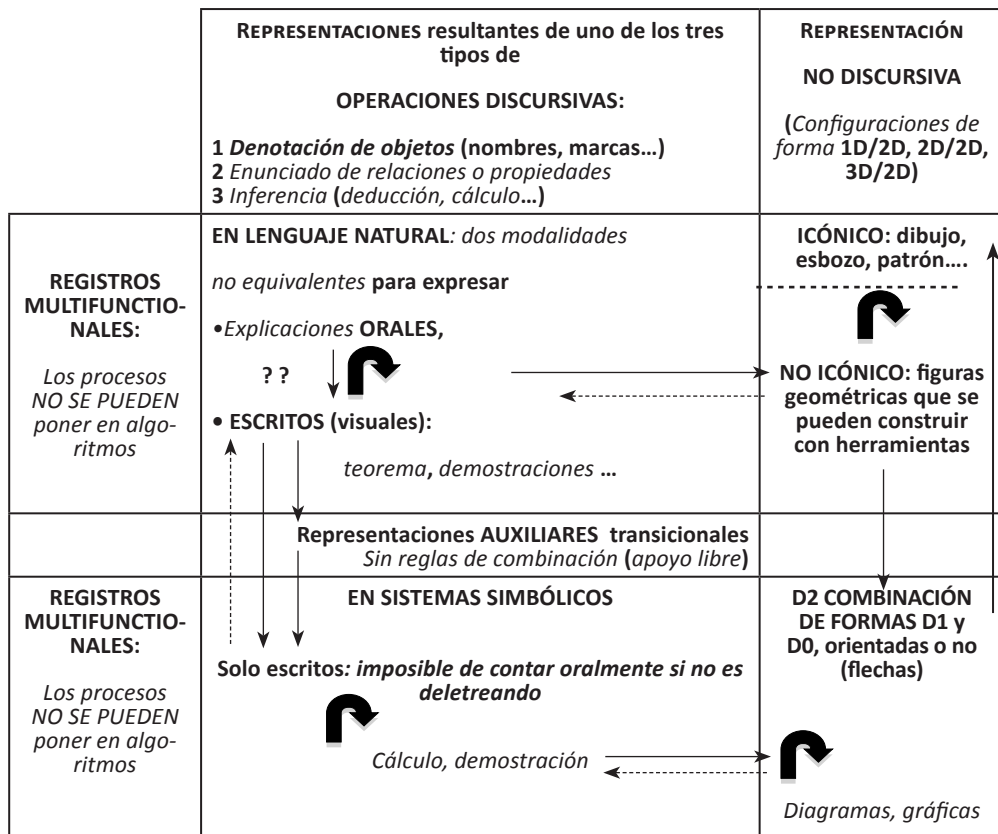 REPRESENTACIONES resultantes de uno de los tres
tipos de
OPERACIONES DISCURSIVAS:
1 Denotación de objetos (nombres, marcas…)
2 Enunciado de relaciones o propiedades
3 Inferencia (deducción, cálculo…)
REPRESENTACIÓN
NO DISCURSIVA
(Configuraciones de
forma 1D/2D, 2D/2D,
3D/2D)
REGISTROS
MULTIFUNCTIO-
NALES:
Los procesos
NO SE PUEDEN
poner en algo-
ritmos
EN LENGUAJE NATURAL: dos modalidades
no equivalentes para expresar
•Explicaciones ORALES,
? ?
• ESCRITOS (visuales):
teorema, demostraciones …
ICÓNICO: dibujo,
esbozo, patrón….
NO ICÓNICO: figuras
geométricas que se
pueden construir
con herramientas
Representaciones AUXILIARES transicionales
Sin reglas de combinación (apoyo libre)
REGISTROS
MULTIFUNCTIO-
NALES:
Los procesos
NO SE PUEDEN
poner en algo-
ritmos
EN SISTEMAS SIMBÓLICOS
Solo escritos: imposible de contar oralmente si no es
deletreando
Cálculo, demostración
D2 COMBINACIÓN
DE FORMAS D1 y
D0, orientadas o no
(flechas)
Diagramas, gráficas